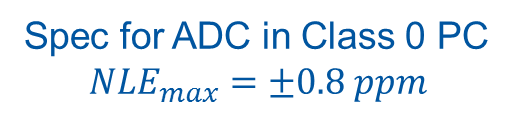 Spec for ADC in Class 0 PC
NLE_max = ±0.8 ppm